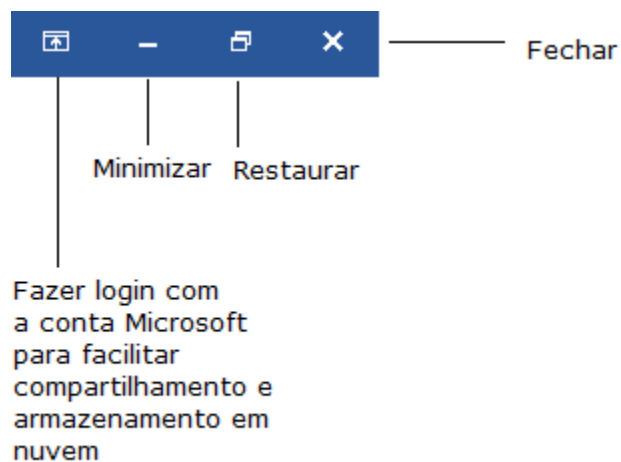 Fechar
Minimizar
Restaurar
Fazer login com
a conta Microsoft
para facilitar
compartilhamento e
armazenamento em
nuvem